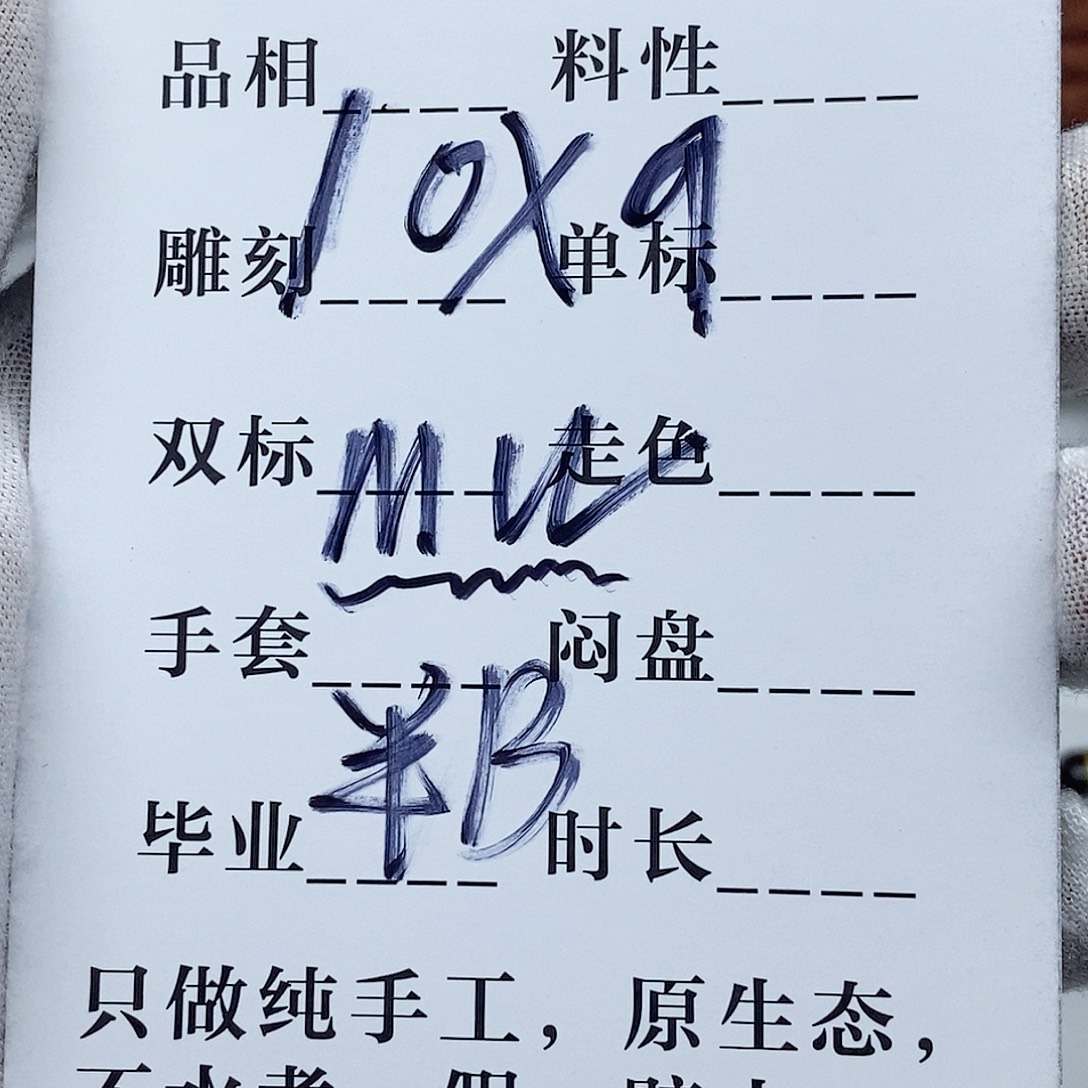 品相____ 料性____
10X9
雕刻____ 单标____
双标____ 走色____
手套____ 闷盘____
半B
毕业____ 时长____
只做纯手工，原生态，